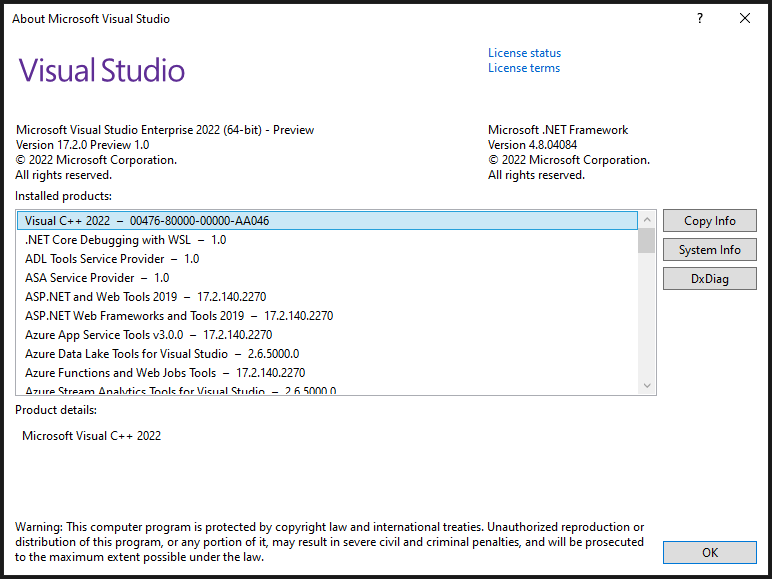 About Microsoft Visual Studio
?
Visual Studio
License status
License terms
Microsoft Visual Studio Enterprise 2022 (64-bit) - Preview
Version 17.2.0 Preview 1.0
© 2022 Microsoft Corporation.
All rights reserved.
Microsoft .NET Framework
Version 4.8.04084
© 2022 Microsoft Corporation.
All rights reserved.
Installed products:
Visual C++ 2022 – 00476-80000-00000-AA046
.NET Core Debugging with WSL – 1.0
ADL Tools Service Provider – 1.0
ASA Service Provider – 1.0
ASP.NET and Web Tools 2019 – 17.2.140.2270
ASP.NET Web Frameworks and Tools 2019 – 17.2.140.2270
Azure App Service Tools v3.0.0 – 17.2.140.2270
Azure Data Lake Tools for Visual Studio – 2.6.5000.0
Azure Functions and Web Jobs Tools – 17.2.140.2270
Azure Stream Analytics Tools for Visual Studio – 2.6.5000.0
Copy Info
System Info
DxDiag
Product details:
Microsoft Visual C++ 2022
Warning: This computer program is protected by copyright law and international treaties. Unauthorized reproduction or
distribution of this program, or any portion of it, may result in severe civil and criminal penalties, and will be prosecuted
to the maximum extent possible under the law.
OK